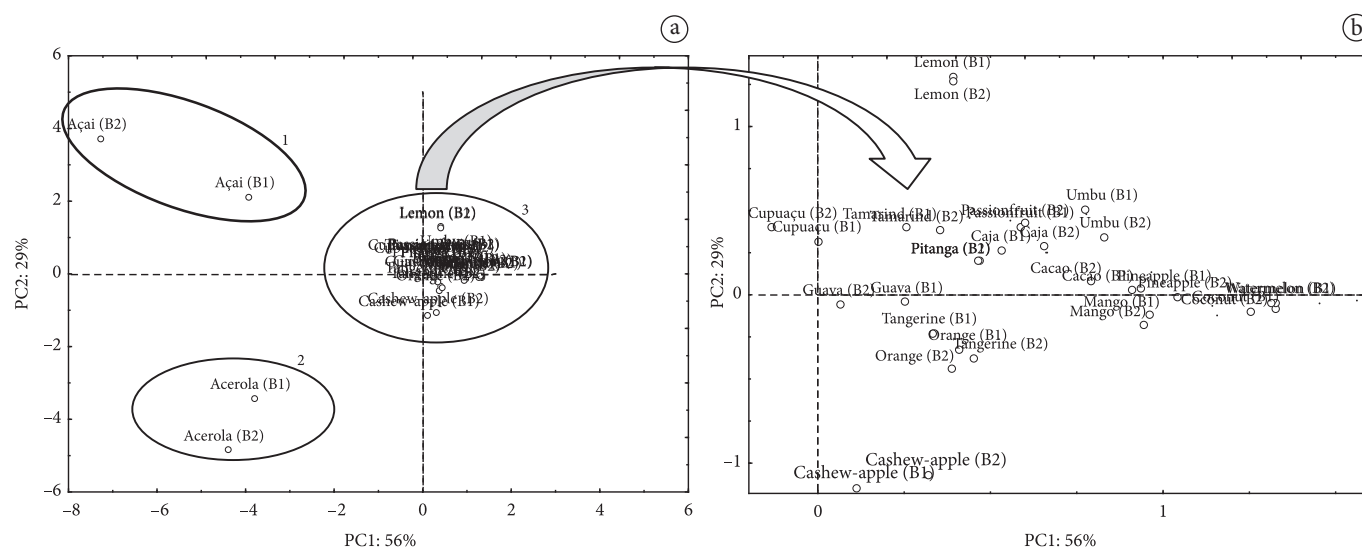 a
6
4
2
0
−2
−4
−6
−8
−6
−4
−2
0
2
4
6
PC2: 29%
PC1: 56%
Açai (B2)
1
Açai (B1)
Lemon (B2)
3
Cashew-apple (B2)
Cashew-apple (B1)
2
Acerola (B1)
Acerola (B2)
b
1
0
−1
0
1
PC2: 29%
PC1: 56%
Lemon (B1)
Lemon (B2)
Umbu (B1)
Cupuaçu (B2)
Tamarind (B1)
Passionfruit (B2)
Tamarind (B2)
Passionfruit (B1)
Cupuaçu (B1)
Umbu (B2)
Caja (B1)
Caja (B2)
Pitanga (B2)
Cacao (B2)
Cacao (B1)
Pineapple (B1)
Pineapple (B2)
Guava (B2)
Guava (B1)
Watermelon (B2)
Coconut (B1)
Coconut (B2)
Mango (B1)
Mango (B2)
Tangerine (B1)
Orange (B1)
Tangerine (B2)
Orange (B2)
Cashew-apple (B2)
Cashew-apple (B1)